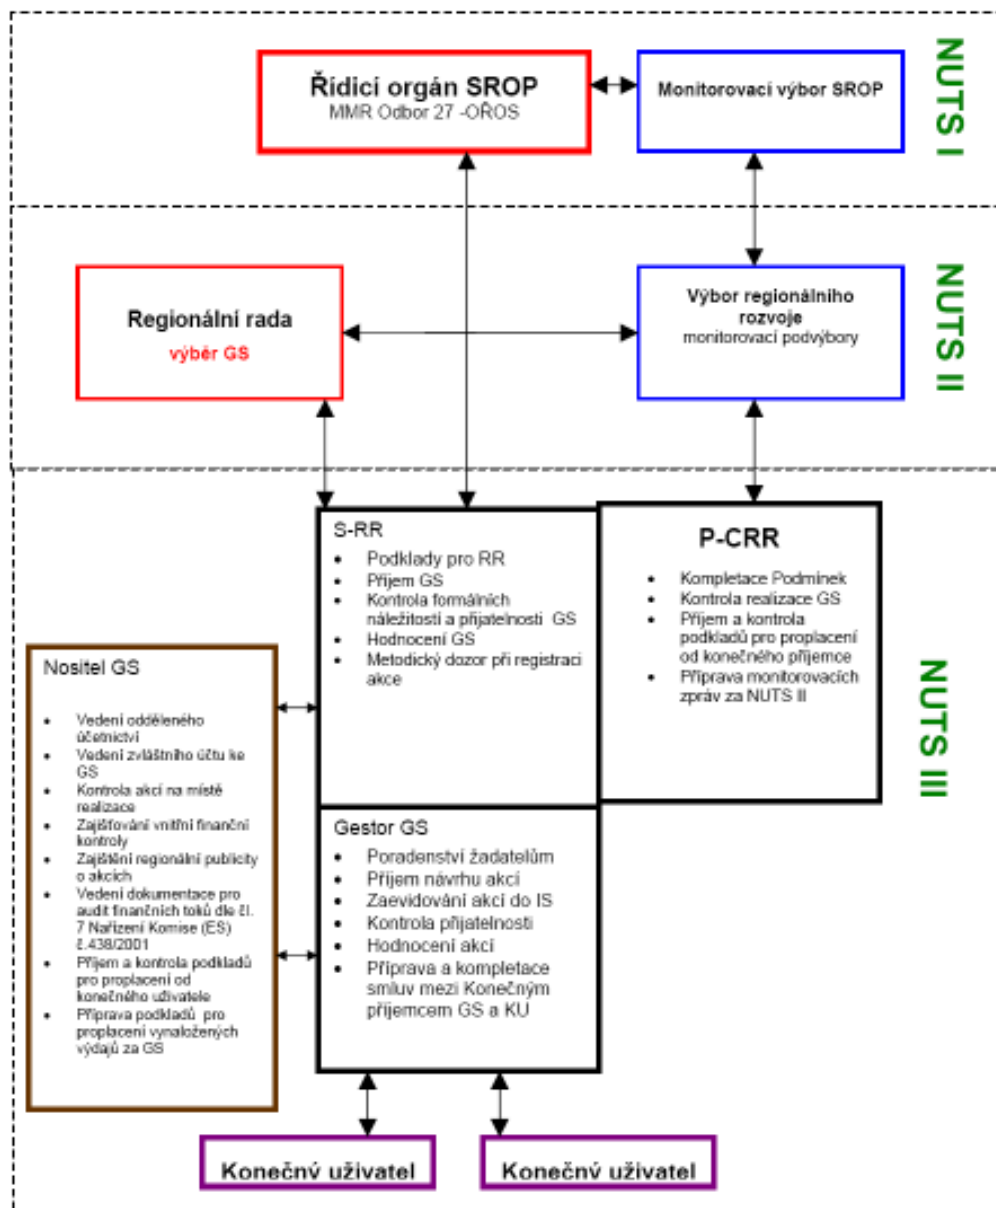 Řídicí orgán SROP
MMR Odbor 27 -OŘOS
Monitorovací výbor SROP
NUTS I
Regionální rada
výběr GS
Výbor regionálního
rozvoje
monitorovací podvýbory
NUTS II
S-RR
• Podklady pro RR
• Příjem GS
• Kontrola formálních
náležitostí a přijatelnosti GS
• Hodnocení GS
• Metodický dozor při registraci
akce
P-CRR
• Kompletace Podmínek
• Kontrola realizace GS
• Příjem a kontrola
podkladů pro proplacení
od konečného příjemce
• Příprava monitorovacích
zpráv za NUTS II
NUTS III
Nositel GS
• Vedení odděleného
účetnictví
• Vedení zvláštního účtu ke
GS
• Kontrola akcí na místě
realizace
• Zajišťování vnitřní finanční
kontroly
• Zajištění regionální publicity
o akcích
• Vedení dokumentace pro
audit finančních toků dle čl.
7 Nařízení Komise (ES)
č.438/2001
• Příjem a kontrola podkladů
pro proplacení od
konečného uživatele
• Příprava podkladů pro
proplacení vynaložených
výdajů za GS
Gestor GS
• Poradenství žadatelům
• Příjem návrhu akcí
• Zaevidování akcí do IS
• Kontrola přijatelnosti
• Hodnocení akcí
• Příprava a kompletace
smluv mezi Konečným
příjemcem GS a KU
Konečný uživatel
Konečný uživatel